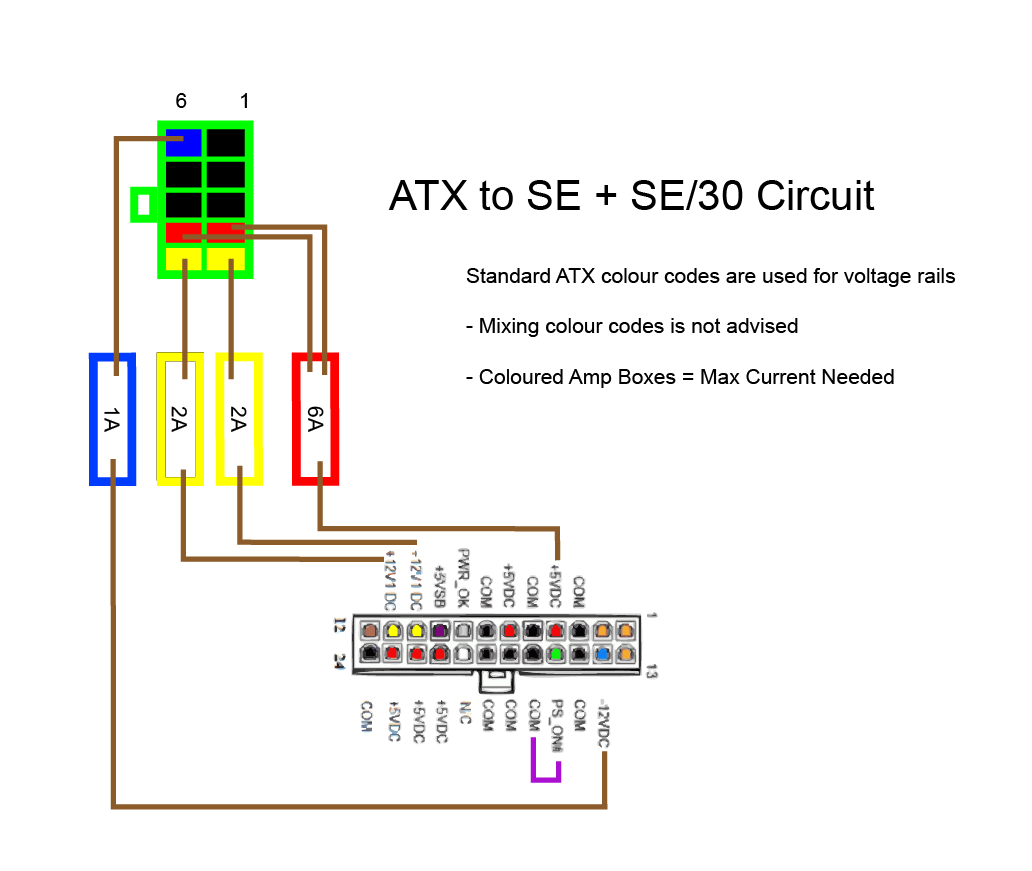 6 1
ATX to SE + SE/30 Circuit
Standard ATX colour codes are used for voltage rails
- Mixing colour codes is not advised
- Coloured Amp Boxes = Max Current Needed
1A
2A
2A
6A
+12V1 DC
+12V1 DC
+5VSB
PWR_OK
COM
+5VDC
COM
+5VDC
COM
12
1
24
13
COM
+5VDC
+5VDC
+5VDC
N/C
COM
COM
COM
PS_ON#
COM
-12VDC